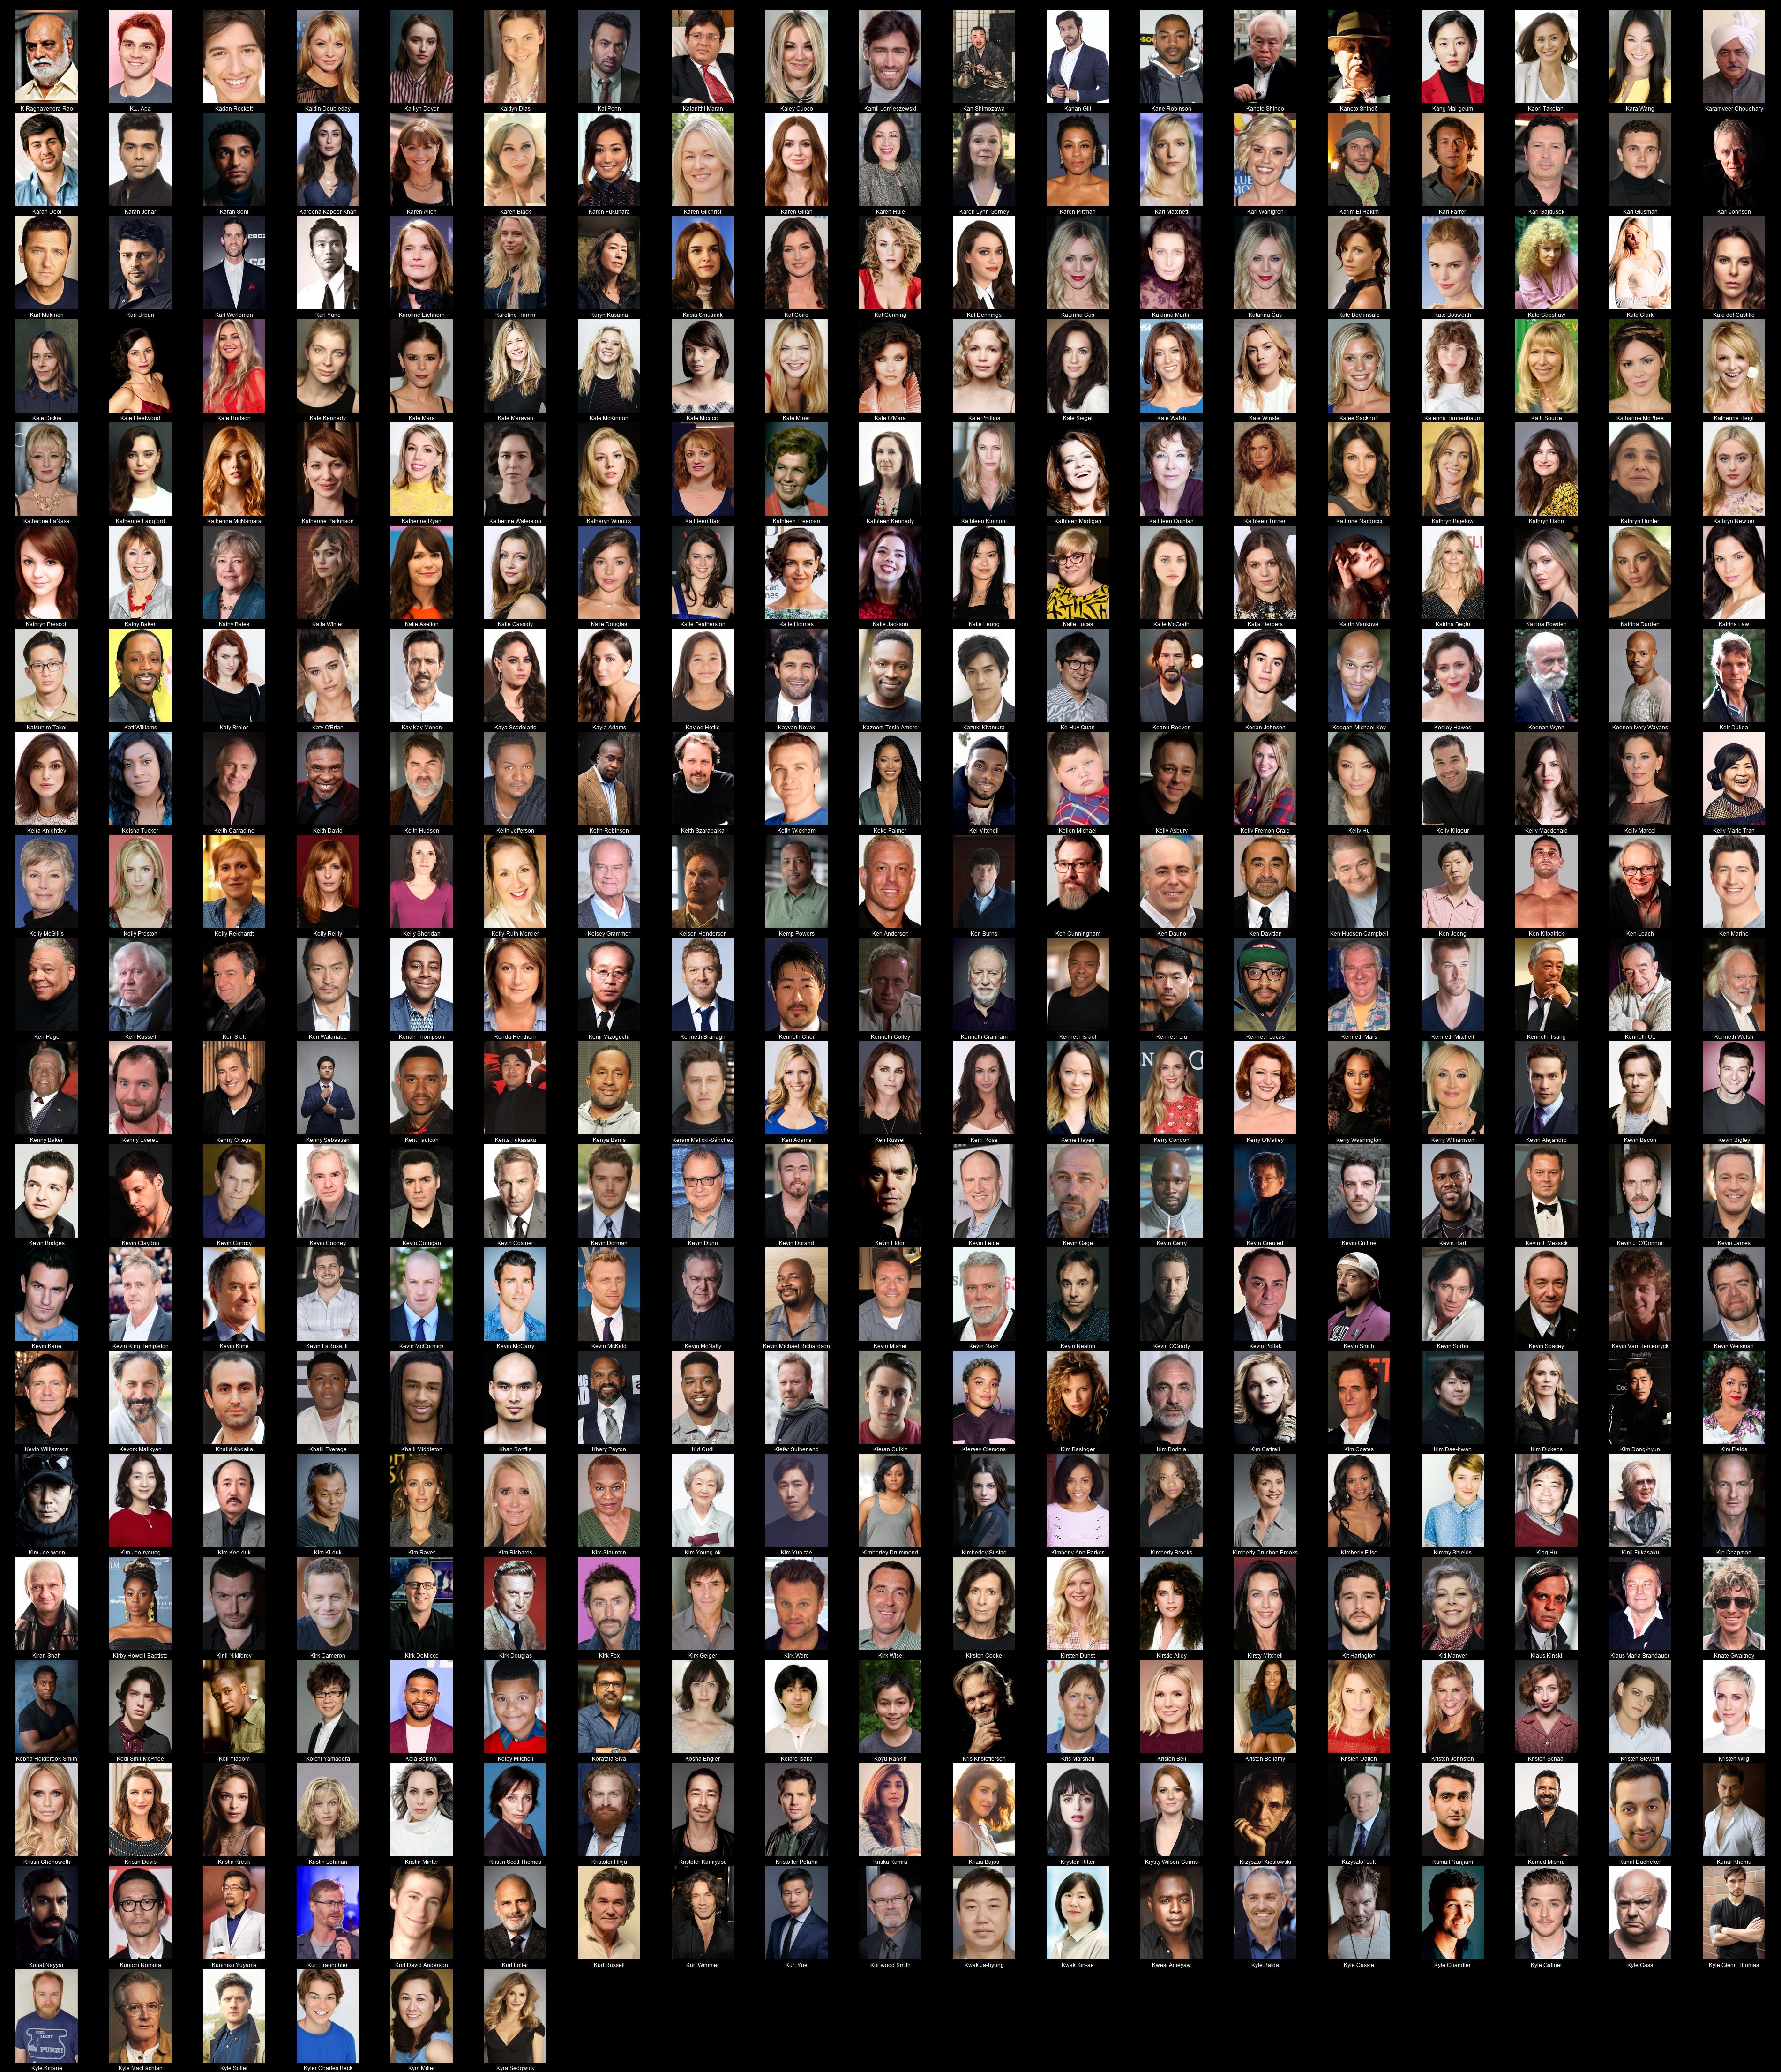 K Raghavendra Rao K.J. Apa Kadan Rockett Kaitlin Doubleday Kaitlyn Dever Kaitlyn Dias Kal Penn Kalanithi Maran Kaley Cuoco Kamil Lemieszewski Kan Shimozawa Kanan Gill Kane Robinson Kaneto Shindo Kaneto Shindō Kang Mal-geum Kaori Taketani Kara Wang Karamveer Choudhary
Karan Deol Karan Johar Karan Soni Kareena Kapoor Khan Karen Allen Karen Black Karen Fukuhara Karen Gilchrist Karen Gillan Karen Huie Karen Lynn Gorney Karen Pittman Kari Matchett Kari Wahlgren Karim El Hakim Karl Farrer Karl Gajdusek Karl Glusman Karl Johnson
Karl Makinen Karl Urban Karl Werleman Karl Yune Karoline Eichhorn Karoline Hamm Karyn Kusama Kasia Smutniak Kat Coiro Kat Cunning Kat Dennings Katarina Cas Katarina Martin Katarina Čas Kate Beckinsale Kate Bosworth Kate Capshaw Kate Clark Kate del Castillo
Kate Dickie Kate Fleetwood Kate Hudson Kate Kennedy Kate Mara Kate Maravan Kate McKinnon Kate Micucci Kate Miner Kate O'Mara Kate Phillips Kate Siegel Kate Walsh Kate Winslet Katee Sackhoff Katerina Tannenbaum Kath Soucie Katharine McPhee Katherine Heigl
Katherine LaNasa Katherine Langford Katherine McNamara Katherine Parkinson Katherine Ryan Katherine Waterston Katheryn Winnick Kathleen Barr Kathleen Freeman Kathleen Kennedy Kathleen Kinmont Kathleen Madigan Kathleen Quinlan Kathleen Turner Kathrine Narducci Kathryn Bigelow Kathryn Hahn Kathryn Hunter Kathryn Newton
Kathryn Prescott Kathy Baker Kathy Bates Katia Winter Katie Aselton Katie Cassidy Katie Douglas Katie Featherston Katie Holmes Katie Jackson Katie Leung Katie Lucas Katie McGrath Katja Herbers Katrin Vankova Katrina Begin Katrina Bowden Katrina Durden Katrina Law
Katsuhiro Takei Katt Williams Katy Breier Katy O'Brian Kay Kay Menon Kaya Scodelario Kayla Adams Kaylee Hottle Kayvan Novak Kazeem Tosin Amore Kazuki Kitamura Ke Huy Quan Keanu Reeves Keean Johnson Keegan-Michael Key Keeley Hawes Keenan Wynn Keenen Ivory Wayans Keir Dullea
Keira Knightley Keisha Tucker Keith Carradine Keith David Keith Hudson Keith Jefferson Keith Robinson Keith Szarabajka Keith Wickham Keke Palmer Kel Mitchell Kellen Michael Kelly Asbury Kelly Fremon Craig Kelly Hu Kelly Kilgour Kelly Macdonald Kelly Marcel Kelly Marie Tran
Kelly McGillis Kelly Preston Kelly Reichardt Kelly Reilly Kelly Sheridan Kelly-Ruth Mercier Kelsey Grammer Kelson Henderson Kemp Powers Ken Anderson Ken Burns Ken Cunningham Ken Daurio Ken Davitian Ken Hudson Campbell Ken Jeong Ken Kilpatrick Ken Loach Ken Marino
Ken Page Ken Russell Ken Stott Ken Watanabe Kenan Thompson Kenda Henthorn Kenji Mizoguchi Kenneth Branagh Kenneth Choi Kenneth Colley Kenneth Cranham Kenneth Israel Kenneth Liu Kenneth Lucas Kenneth Mars Kenneth Mitchell Kenneth Tsang Kenneth Utt Kenneth Welsh
Kenny Baker Kenny Everett Kenny Ortega Kenny Sebastian Kent Faulcon Kenta Fukasaku Kenya Barris Keram Malicki-Sánchez Keri Adams Keri Russell Kerri Rose Kerrie Hayes Kerry Condon Kerry O'Malley Kerry Washington Kerry Williamson Kevin Alejandro Kevin Bacon Kevin Bigley
Kevin Bridges Kevin Claydon Kevin Conroy Kevin Cooney Kevin Corrigan Kevin Costner Kevin Dorman Kevin Dunn Kevin Durand Kevin Eldon Kevin Feige Kevin Gage Kevin Garry Kevin Greutert Kevin Guthrie Kevin Hart Kevin J. Messick Kevin J. O'Connor Kevin James
Kevin Kane Kevin King Templeton Kevin Kline Kevin LaRosa Jr. Kevin McCormick Kevin McGarry Kevin McKidd Kevin McNally Kevin Michael Richardson Kevin Misher Kevin Nash Kevin Nealon Kevin O'Grady Kevin Pollak Kevin Smith Kevin Sorbo Kevin Spacey Kevin Van Hentenryck Kevin Weisman
Kevin Williamson Kevork Malikyan Khalid Abdalla Khalil Everage Khalil Middleton Khan Bonfils Khary Payton Kid Cudi Kiefer Sutherland Kieran Culkin Kiersey Clemons Kim Basinger Kim Bodnia Kim Cattrall Kim Coates Kim Dae-hwan Kim Dickens Kim Dong-hyun Kim Fields
Kim Jee-woon Kim Joo-ryoung Kim Kee-duk Kim Ki-duk Kim Raver Kim Richards Kim Staunton Kim Young-ok Kim Yun-tae Kimberley Drummond Kimberley Sustad Kimberly Ann Parker Kimberly Brooks Kimberly Cruchon Brooks Kimberly Elise Kimmy Shields King Hu Kinji Fukasaku Kip Chapman
Kiran Shah Kirby Howell-Baptiste Kirill Nikiforov Kirk Cameron Kirk DeMicco Kirk Douglas Kirk Fox Kirk Geiger Kirk Ward Kirk Wise Kirsten Cooke Kirsten Dunst Kirstie Alley Kirsty Mitchell Kit Harington Kiti Mánver Klaus Kinski Klaus Maria Brandauer Knate Gwaltney
Kobna Holdbrook-Smith Kodi Smit-McPhee Kofi Yiadom Koichi Yamadera Kola Bokinni Kolby Mitchell Koratala Siva Kosha Engler Kotaro Isaka Koyu Rankin Kris Kristofferson Kris Marshall Kristen Bell Kristen Bellamy Kristen Dalton Kristen Johnston Kristen Schaal Kristen Stewart Kristen Wiig
Kristin Chenoweth Kristin Davis Kristin Kreuk Kristin Lehman Kristin Minter Kristin Scott Thomas Kristofer Hivju Kristofer Kamiyasu Kristoffer Polaha Kritika Kamra Krizia Bajos Krysten Ritter Krysty Wilson-Cairns Krzysztof Kieślowski Krzysztof Luft Kumail Nanjiani Kumud Mishra Kunal Dudheker Kunal Khemu
Kunal Nayyar Kunichi Nomura Kunihiko Yuyama Kurt Braunohler Kurt David Anderson Kurt Fuller Kurt Russell Kurt Wimmer Kurt Yue Kurtwood Smith Kwak Ja-hyung Kwak Sin-ae Kwesi Ameyaw Kyle Balda Kyle Cassie Kyle Chandler Kyle Gallner Kyle Gass Kyle Glenn Thomas
Kyle Kinane Kyle MacLachlan Kyle Soller Kyler Charles Beck Kym Miller Kyra Sedgwick